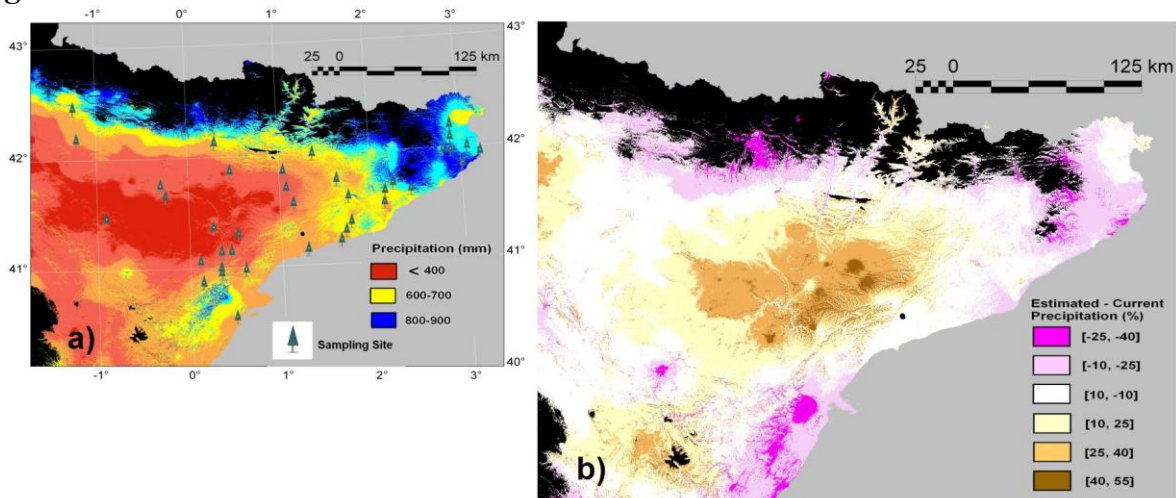 g
-1° 0° 1° 2° 3°
43°
25 0 125 km
42°
41°
Precipitation (mm)
< 400
600-700
800-900
Sampling Site
a)
40°
-1° 0° 1° 2° 3°
43°
25 0 125 km
42°
41°
40°
Estimated - Current
Precipitation (%)
[-25, -40]
[-10, -25]
[10, -10]
[10, 25]
[25, 40]
[40, 55]
b)